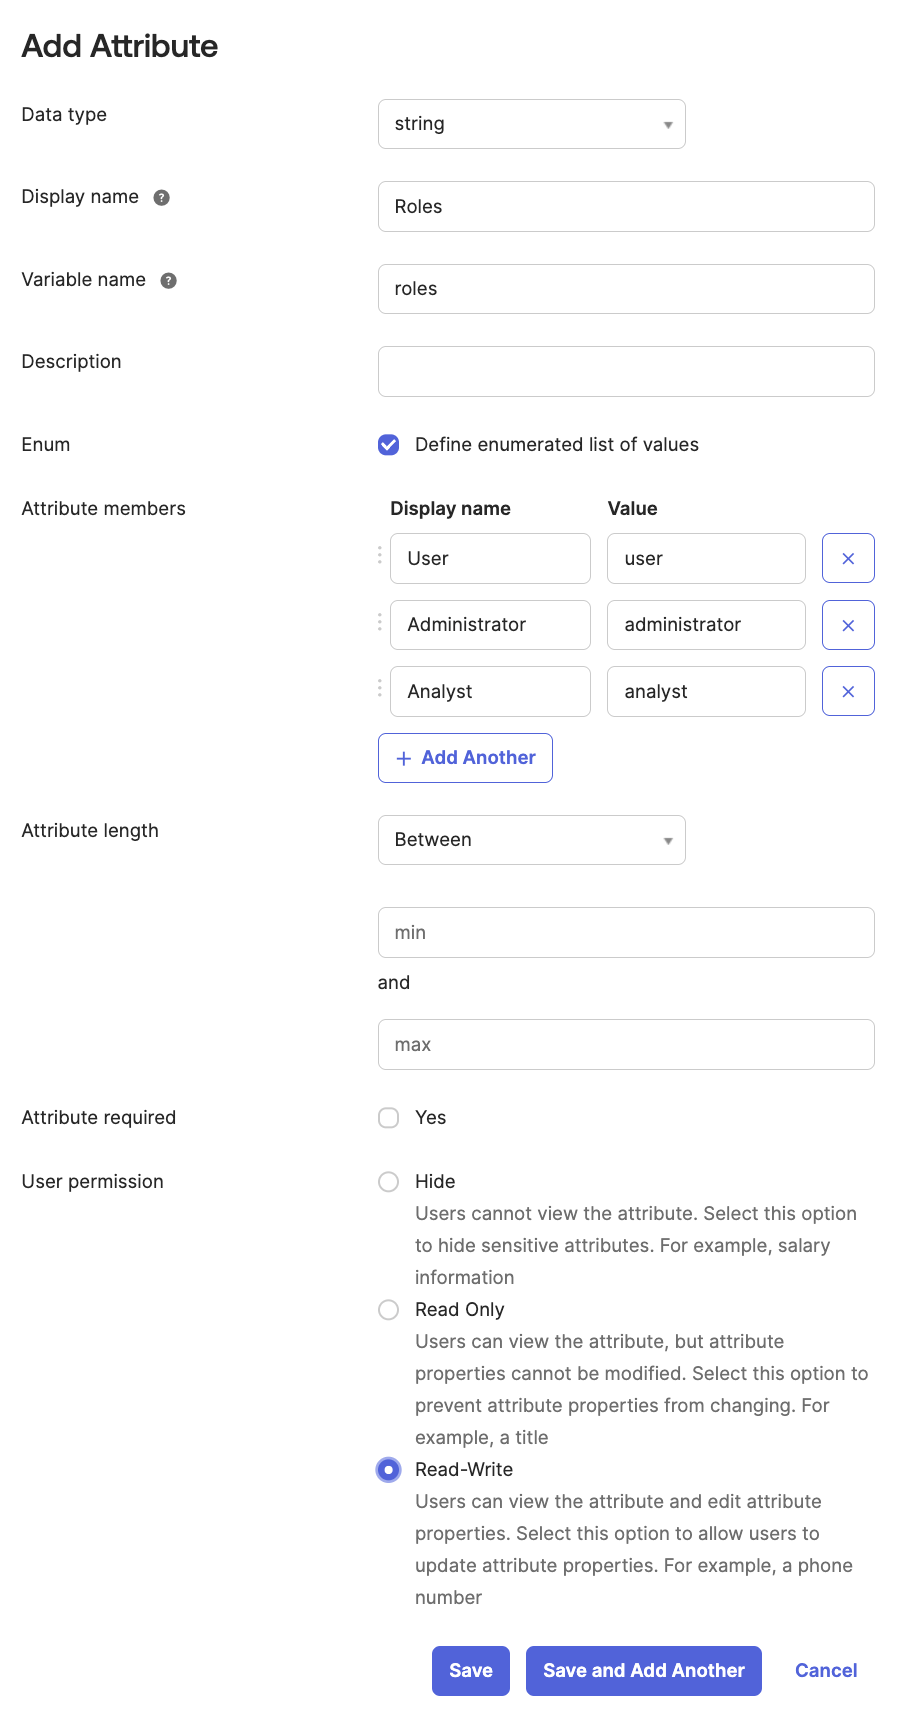 Add Attribute
Data type
string
Display name ?
Roles
Variable name ?
roles
Description
Enum
Define enumerated list of values
Attribute members
Display name Value
User user
Administrator administrator
Analyst analyst
+ Add Another
Attribute length
Between
min
and
max
Attribute required
Yes
User permission
Hide
Users cannot view the attribute. Select this option
to hide sensitive attributes. For example, salary
information
Read Only
Users can view the attribute, but attribute
properties cannot be modified. Select this option to
prevent attribute properties from changing. For
example, a title
Read-Write
Users can view the attribute and edit attribute
properties. Select this option to allow users to
update attribute properties. For example, a phone
number
Save Save and Add Another Cancel